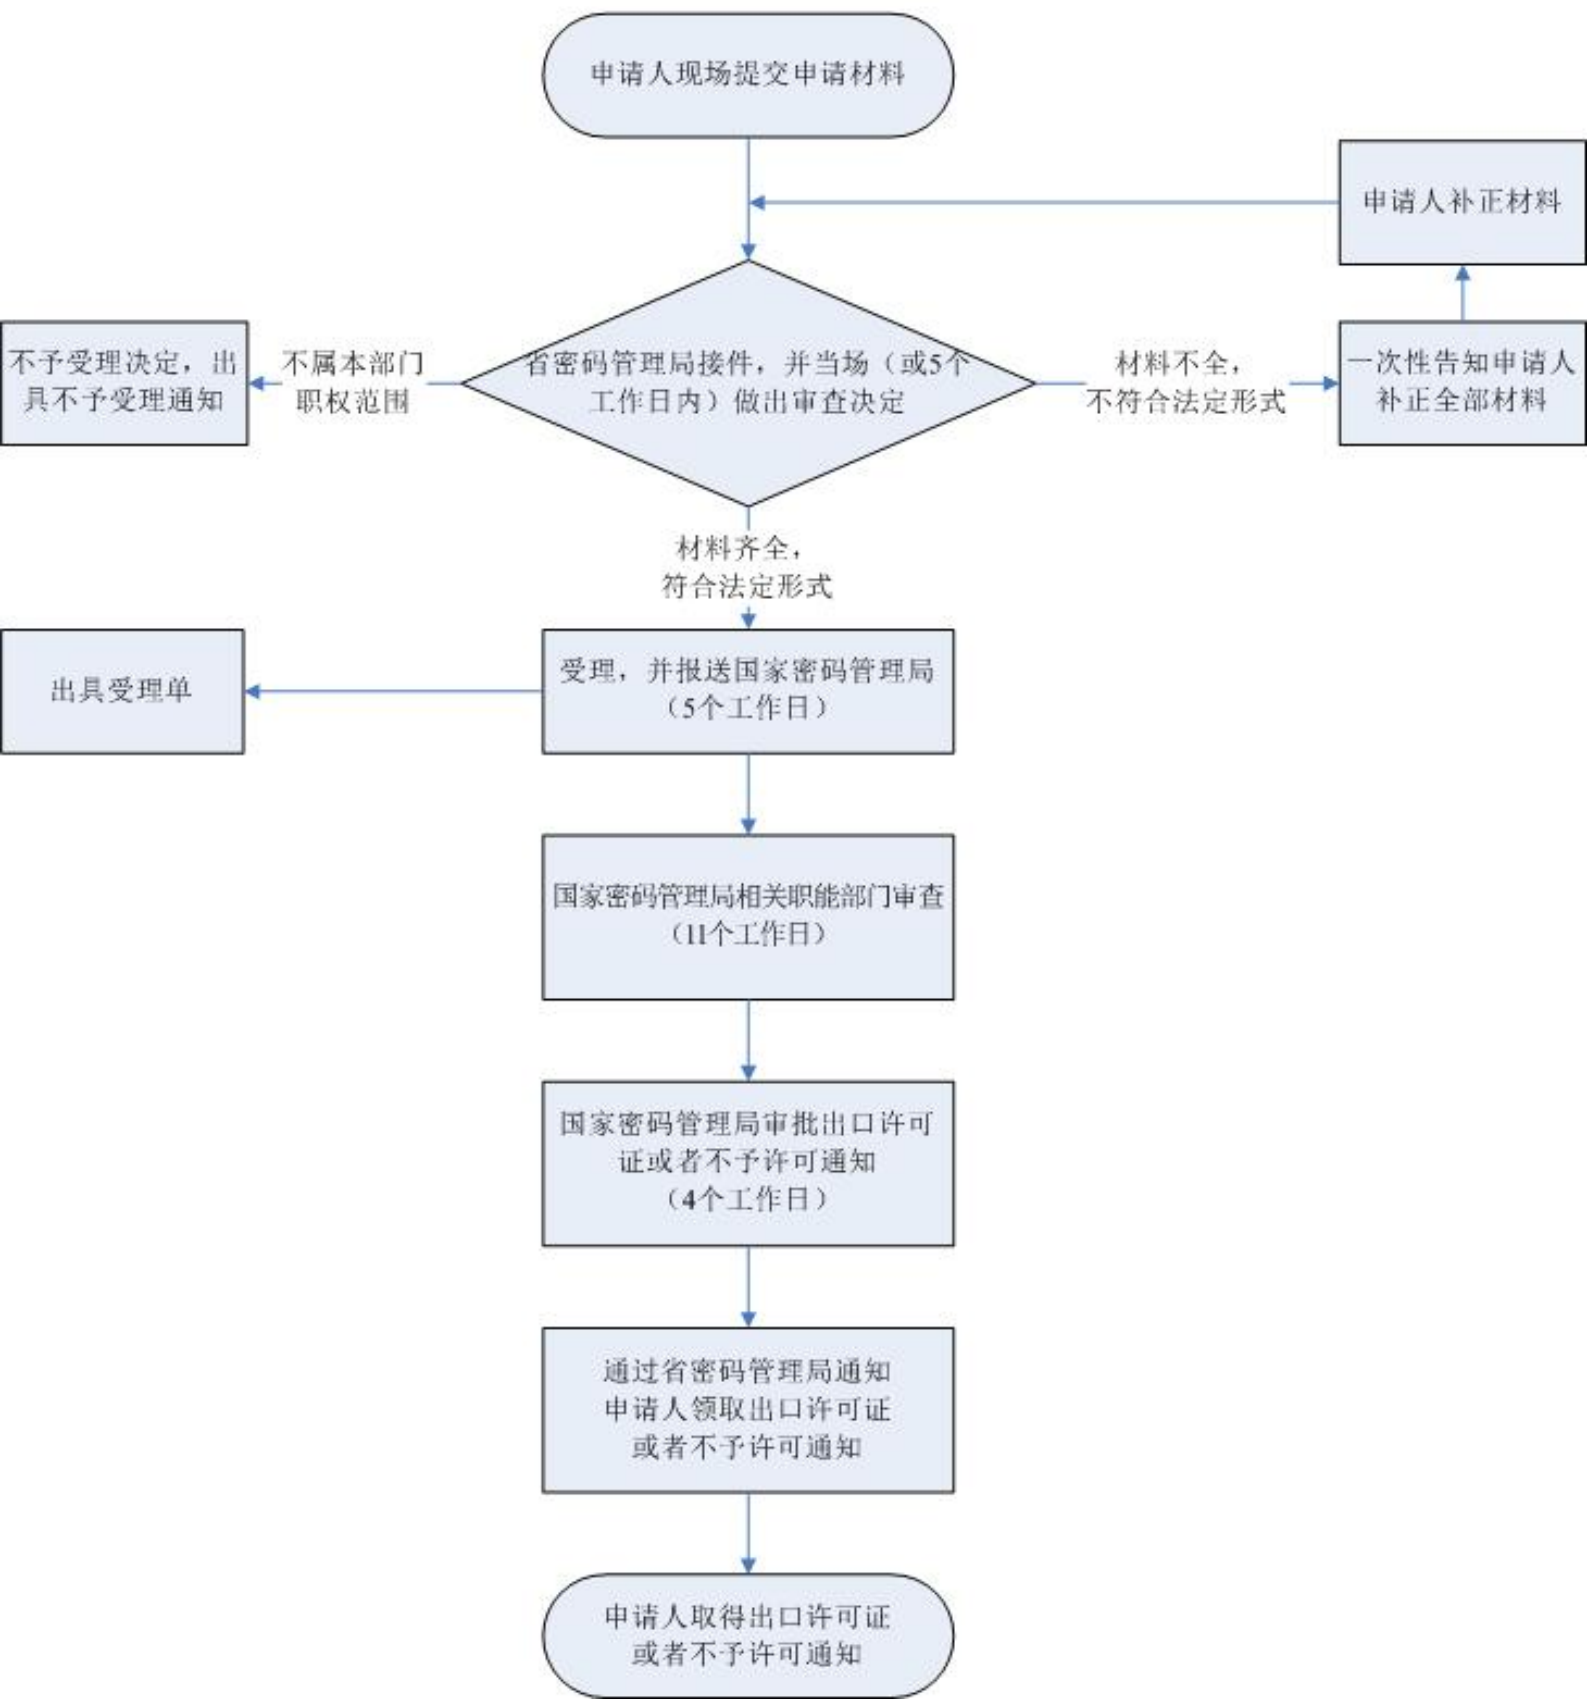 申请人现场提交申请材料
申请人补正材料
不予受理决定，出
具不予受理通知
不属本部门
职权范围
省密码管理局接件，并当场（或5个
工作日内）做出审查决定
材料不全，
不符合法定形式
一次性告知申请人
补正全部材料
材料齐全，
符合法定形式
出具受理单
受理，并报送国家密码管理局
（5个工作日）
国家密码管理局相关职能部门审查
（11个工作日）
国家密码管理局审批出口许可
证或者不予许可通知
（4个工作日）
通过省密码管理局通知
申请人领取出口许可证
或者不予许可通知
申请人取得出口许可证
或者不予许可通知